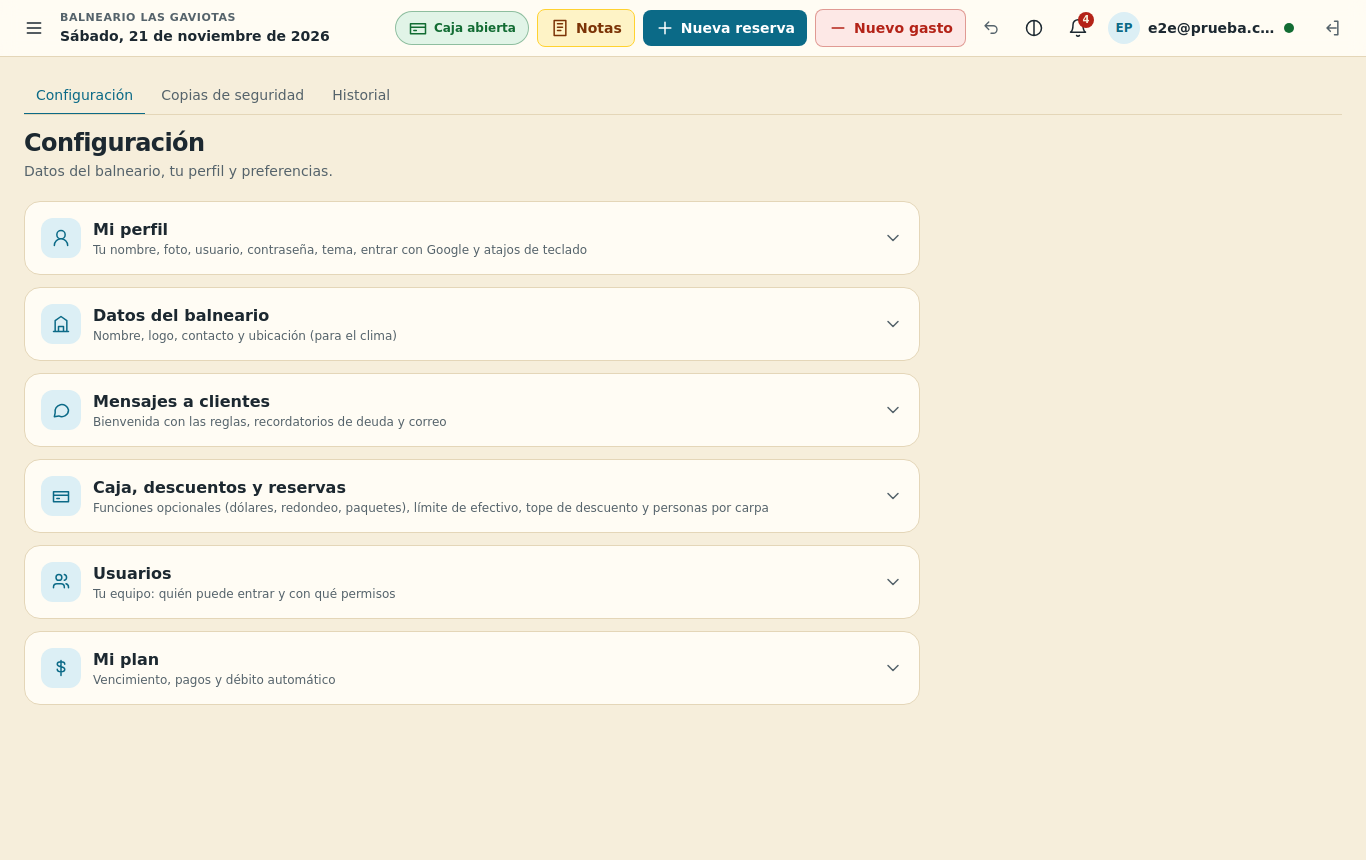 BALNEARIO LAS GAVIOTAS
Sábado, 21 de noviembre de 2026
Caja abierta
Notas
Nueva reserva
Nuevo gasto
4
EP
e2e@prueba.c...
Configuración
Copias de seguridad
Historial
Configuración
Datos del balneario, tu perfil y preferencias.
Mi perfil
Tu nombre, foto, usuario, contraseña, tema, entrar con Google y atajos de teclado
Datos del balneario
Nombre, logo, contacto y ubicación (para el clima)
Mensajes a clientes
Bienvenida con las reglas, recordatorios de deuda y correo
Caja, descuentos y reservas
Funciones opcionales (dólares, redondeo, paquetes), límite de efectivo, tope de descuento y personas por carpa
Usuarios
Tu equipo: quién puede entrar y con qué permisos
Mi plan
Vencimiento, pagos y débito automático